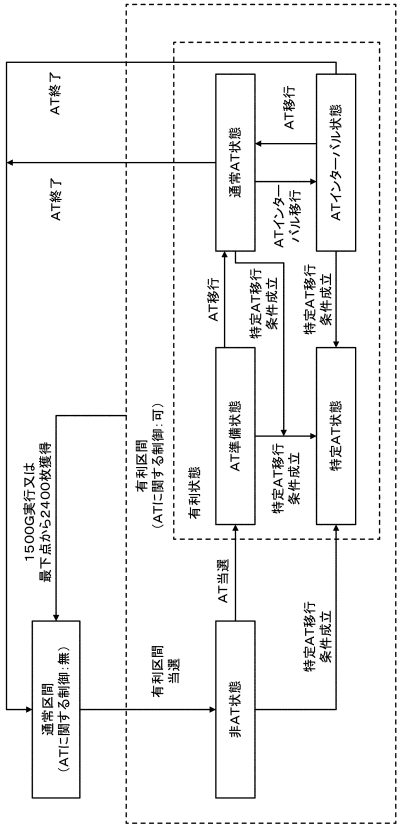 通常区間
(ATに関する制御:無)
1500G実行又は
最下点から2400枚獲得
AT終了
AT終了
有利区間
当選
有利区間
(ATに関する制御:可)
有利状態
非AT状態
AT当選
AT準備状態
AT移行
通常AT状態
特定AT移行
条件成立
特定AT移行
条件成立
ATインター
バル移行
AT移行
特定AT移行
条件成立
特定AT状態
特定AT移行
条件成立
ATインターバル状態